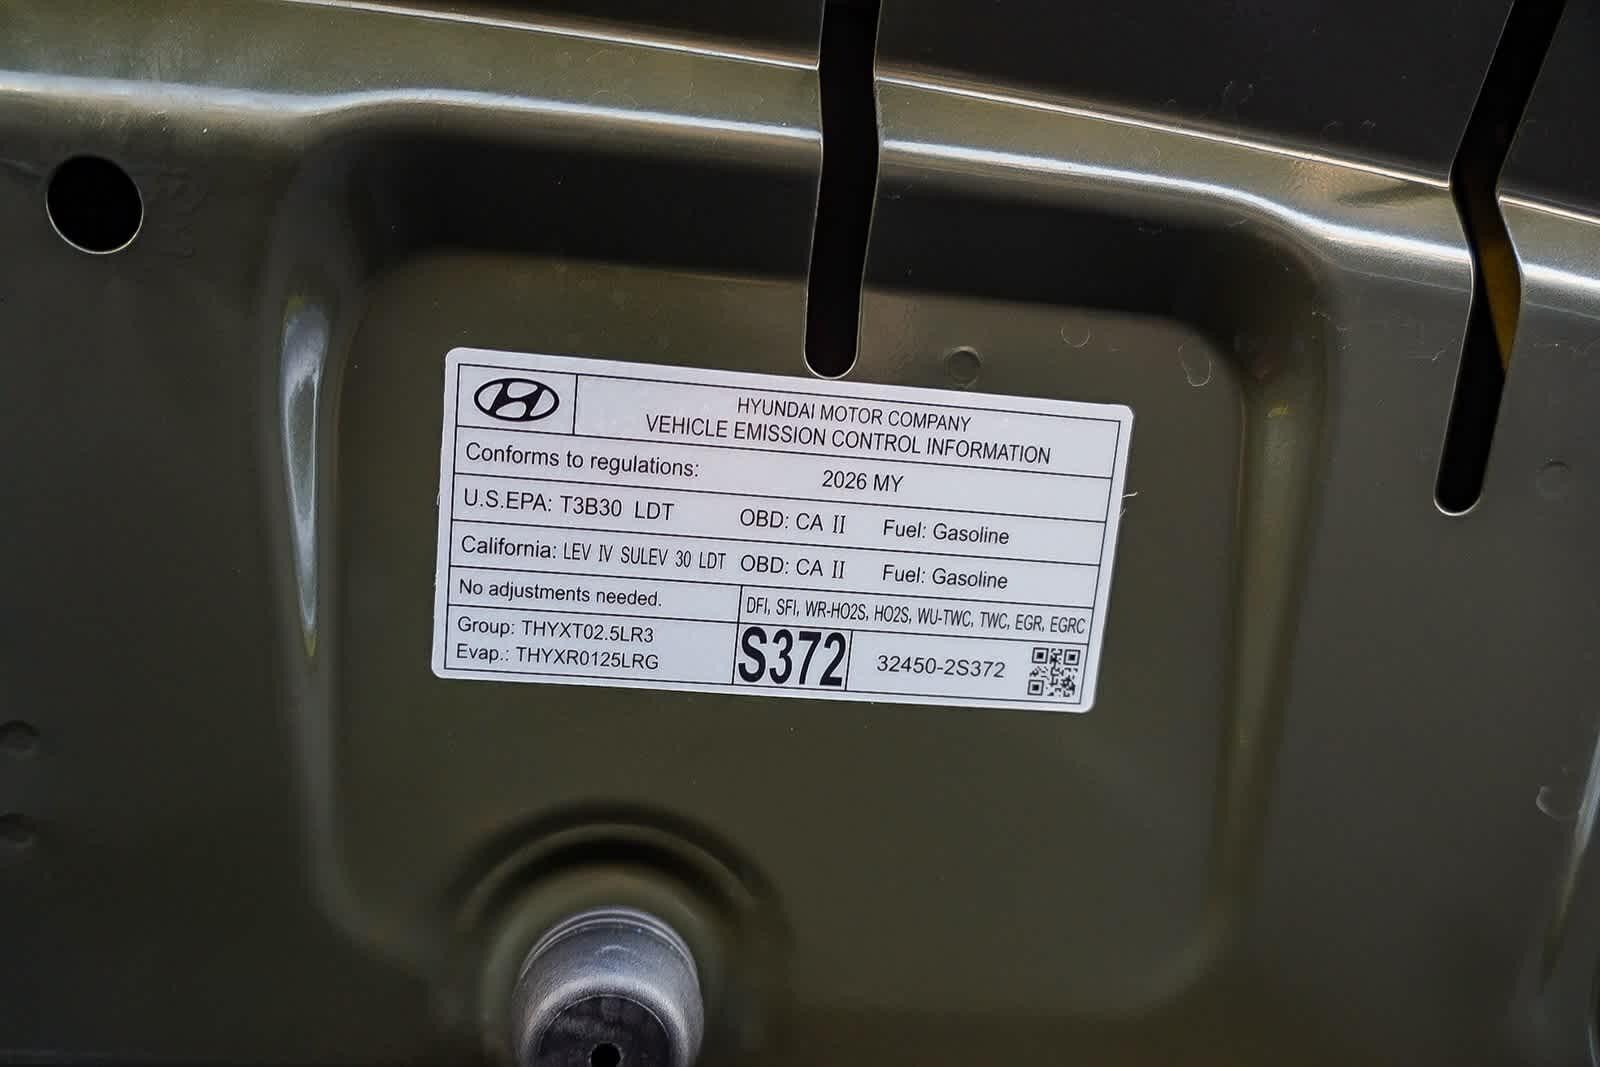 HYUNDAI MOTOR COMPANY
VEHICLE EMISSION CONTROL INFORMATION
Conforms to regulations: 2026 MY
U.S.EPA: T3B30 LDT OBD: CA II Fuel: Gasoline
California: LEV IV SULEV 30 LDT OBD: CA II Fuel: Gasoline
No adjustments needed. DFI, SFI, WR-HO2S, HO2S, WU-TWC, TWC, EGR, EGRC
Group: THYXT02.5LR3
Evap.: THYXR0125LRG
S372 32450-2S372